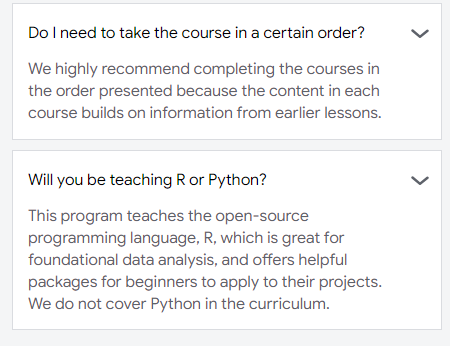 Do I need to take the course in a certain order?
We highly recommend completing the courses in
the order presented because the content in each
course builds on information from earlier lessons.
Will you be teaching R or Python?
This program teaches the open-source
programming language, R, which is great for
foundational data analysis, and offers helpful
packages for beginners to apply to their projects.
We do not cover Python in the curriculum.